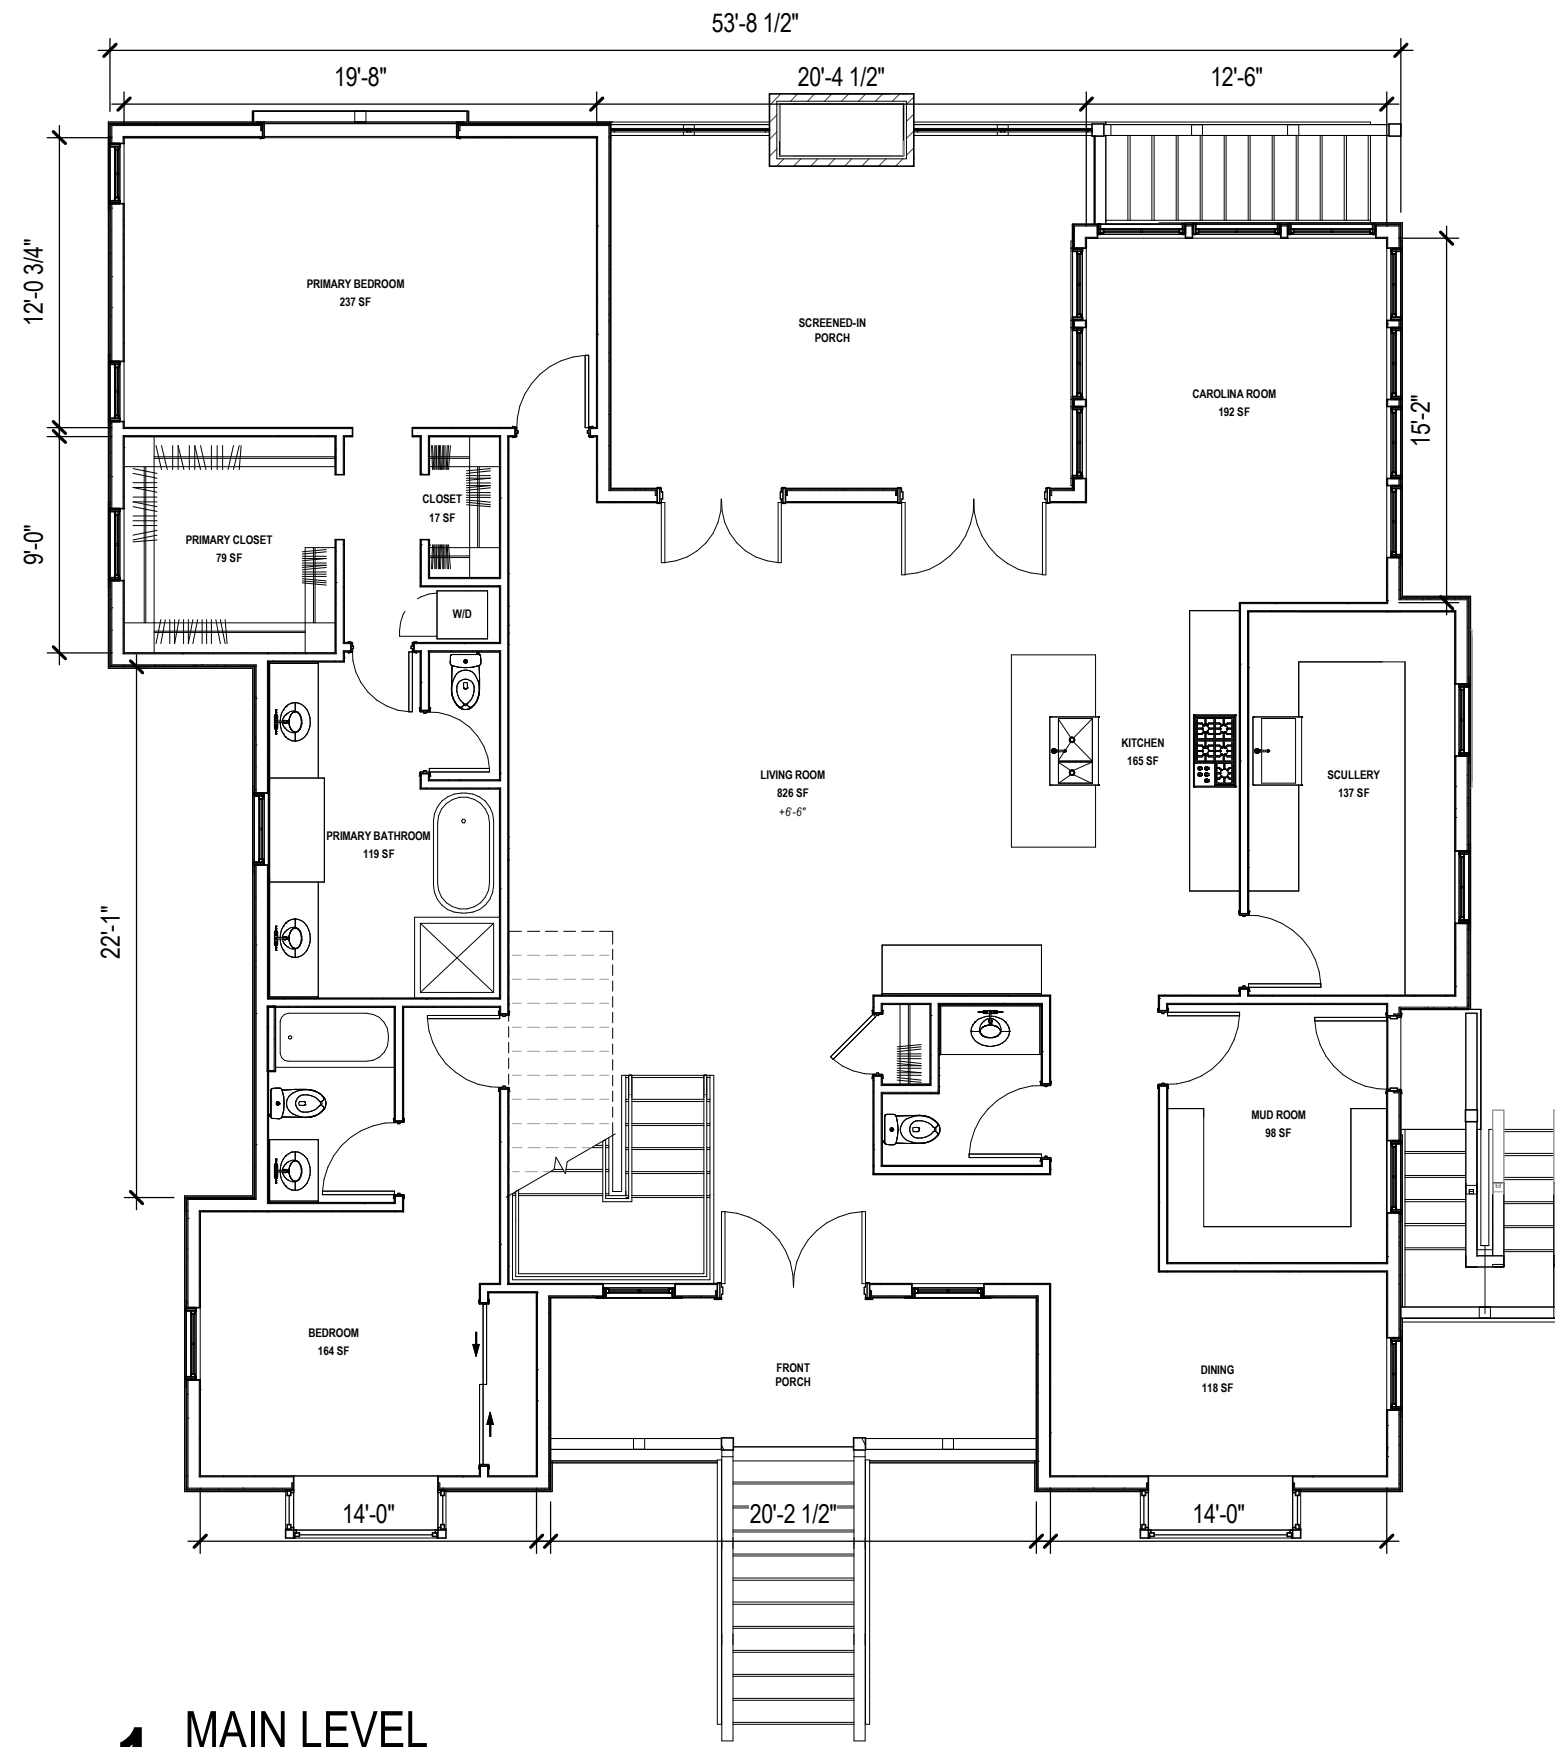 53'-8 1/2"
19'-8"
20'-4 1/2"
12'-6"
12'-0 3/4"
PRIMARY BEDROOM
237 SF
SCREENED-IN
PORCH
CAROLINA ROOM
192 SF
15'-2"
CLOSET
17 SF
PRIMARY CLOSET
79 SF
9'-0"
W/D
KITCHEN
165 SF
LIVING ROOM
826 SF
+6'-6"
SCULLERY
137 SF
PRIMARY BATHROOM
119 SF
22'-1"
MUD ROOM
98 SF
BEDROOM
164 SF
FRONT
PORCH
DINING
118 SF
14'-0"
20'-2 1/2"
14'-0"
1
MAIN LEVEL